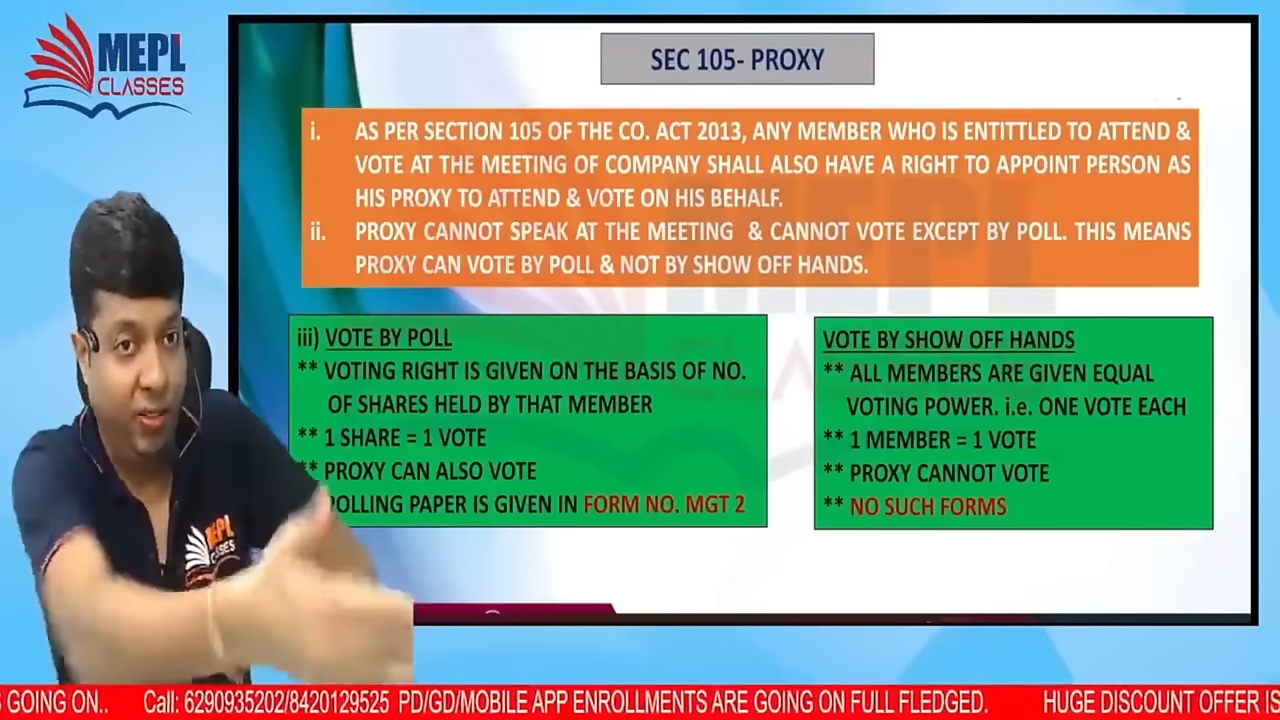 MEPL
CLASSES
SEC 105- PROXY
i. AS PER SECTION 105 OF THE CO. ACT 2013, ANY MEMBER WHO IS ENTITTLED TO ATTEND &
VOTE AT THE MEETING OF COMPANY SHALL ALSO HAVE A RIGHT TO APPOINT PERSON AS
HIS PROXY TO ATTEND & VOTE ON HIS BEHALF.
ii. PROXY CANNOT SPEAK AT THE MEETING & CANNOT VOTE EXCEPT BY POLL. THIS MEANS
PROXY CAN VOTE BY POLL & NOT BY SHOW OFF HANDS.
iii) VOTE BY POLL
** VOTING RIGHT IS GIVEN ON THE BASIS OF NO.
OF SHARES HELD BY THAT MEMBER
** 1 SHARE = 1 VOTE
** PROXY CAN ALSO VOTE
POLLING PAPER IS GIVEN IN FORM NO. MGT 2
VOTE BY SHOW OFF HANDS
** ALL MEMBERS ARE GIVEN EQUAL
VOTING POWER. i.e. ONE VOTE EACH
** 1 MEMBER = 1 VOTE
** PROXY CANNOT VOTE
** NO SUCH FORMS
MEPL
CLASSES
MEPL
CLASSES
S GOING ON.. Call: 6290935202/8420129525 PD/GD/MOBILE APP ENROLLMENTS ARE GOING ON FULL FLEDGED. HUGE DISCOUNT OFFER IS